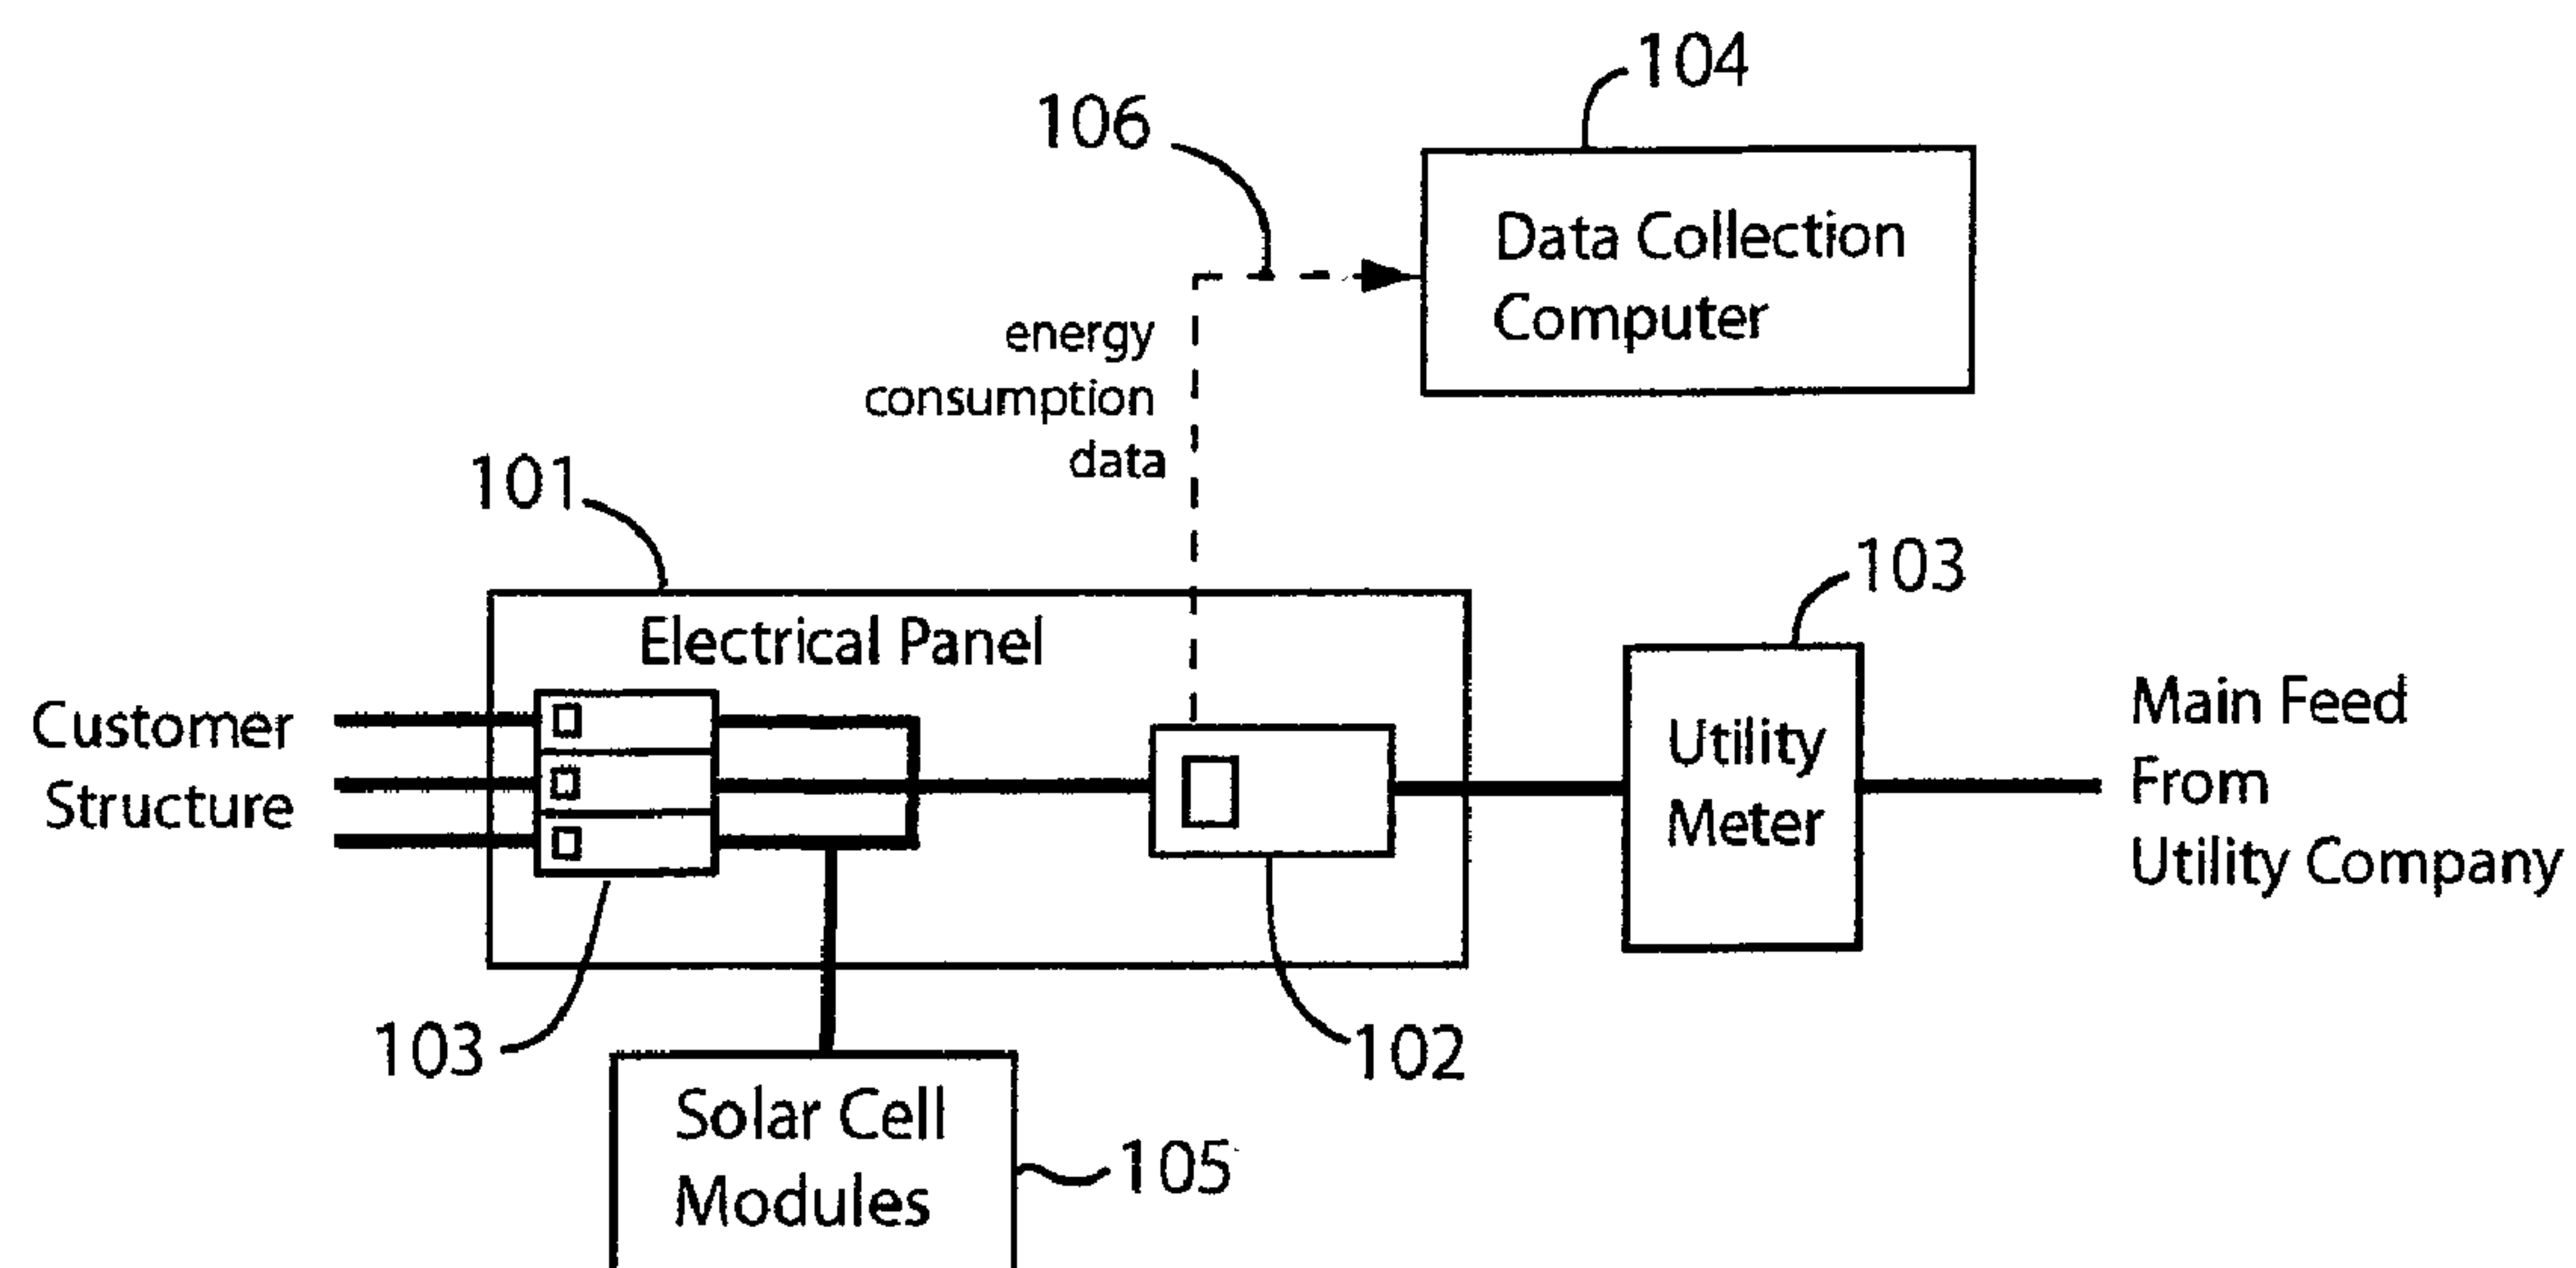 104
106
Data Collection
Computer
energy
consumption
data
101
103
Electrical Panel
Customer
Structure
Utility
Meter
Main Feed
From
Utility Company
103
102
Solar Cell
Modules
105